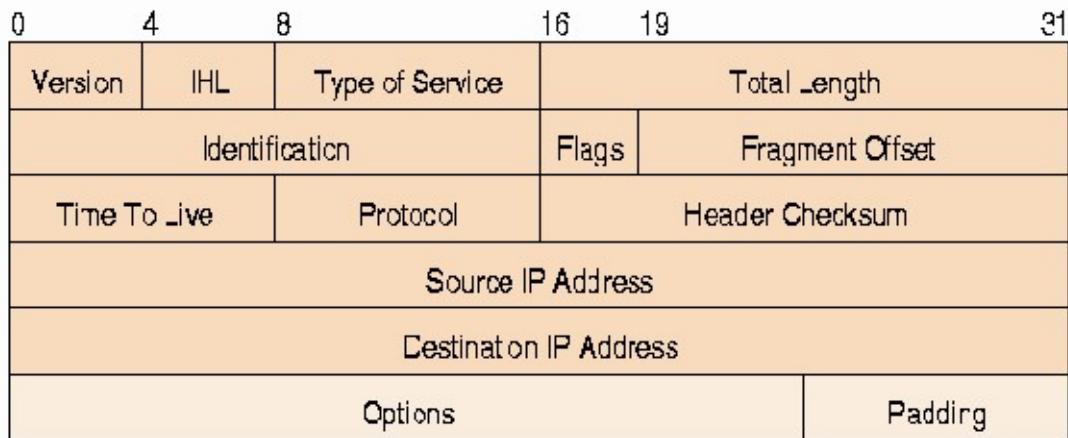 0 4 8 16 19 31
Version IHL Type of Service Total Length
Identification Flags Fragment Offset
Time To Live Protocol Header Checksum
Source IP Address
Destination IP Address
Options Padding